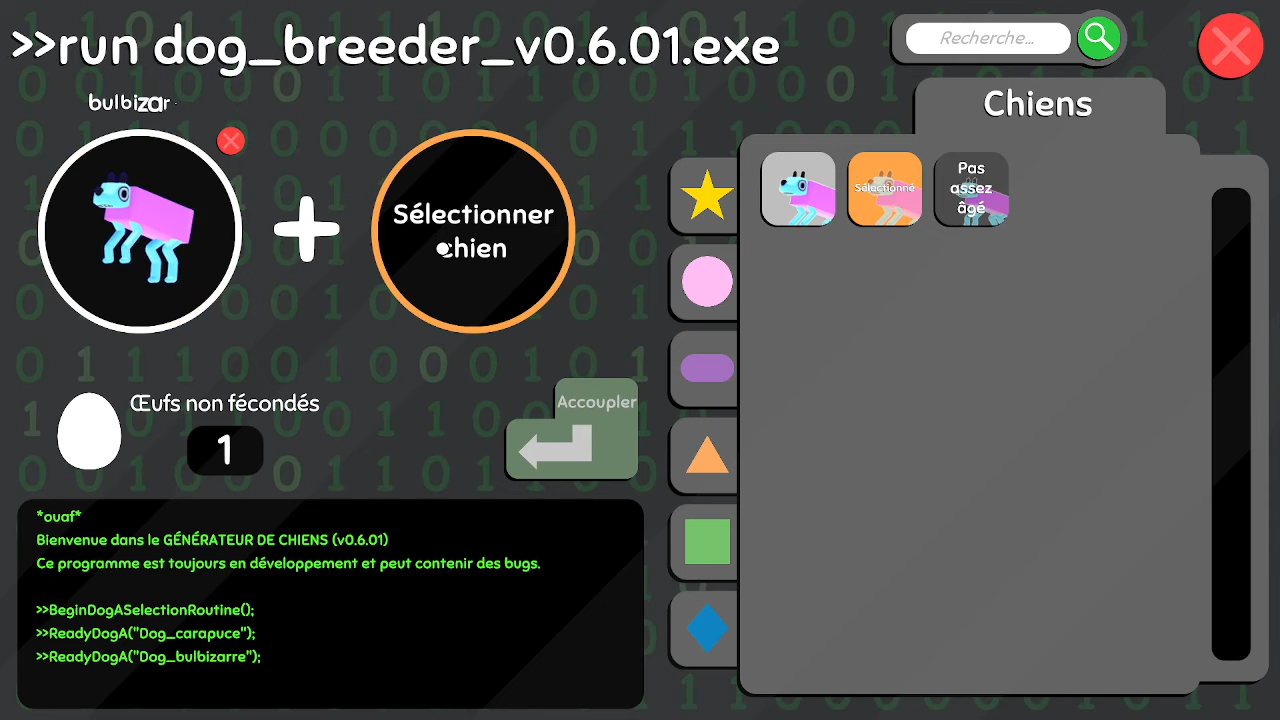 >>run dog_breeder_v0.6.01.exe
Recherche...
bulbizar
Chiens
Sélectionner
chien
Sélectionné
Pas
assez
âgé
Œufs non fécondés
1
Accoupler
*ouaf*
Bienvenue dans le GÉNÉRATEUR DE CHIENS (v0.6.01)
Ce programme est toujours en développement et peut contenir des bugs.
>>BeginDogASelectionRoutine();
>>ReadyDogA("Dog_carapuce");
>>ReadyDogA("Dog_bulbizarre");